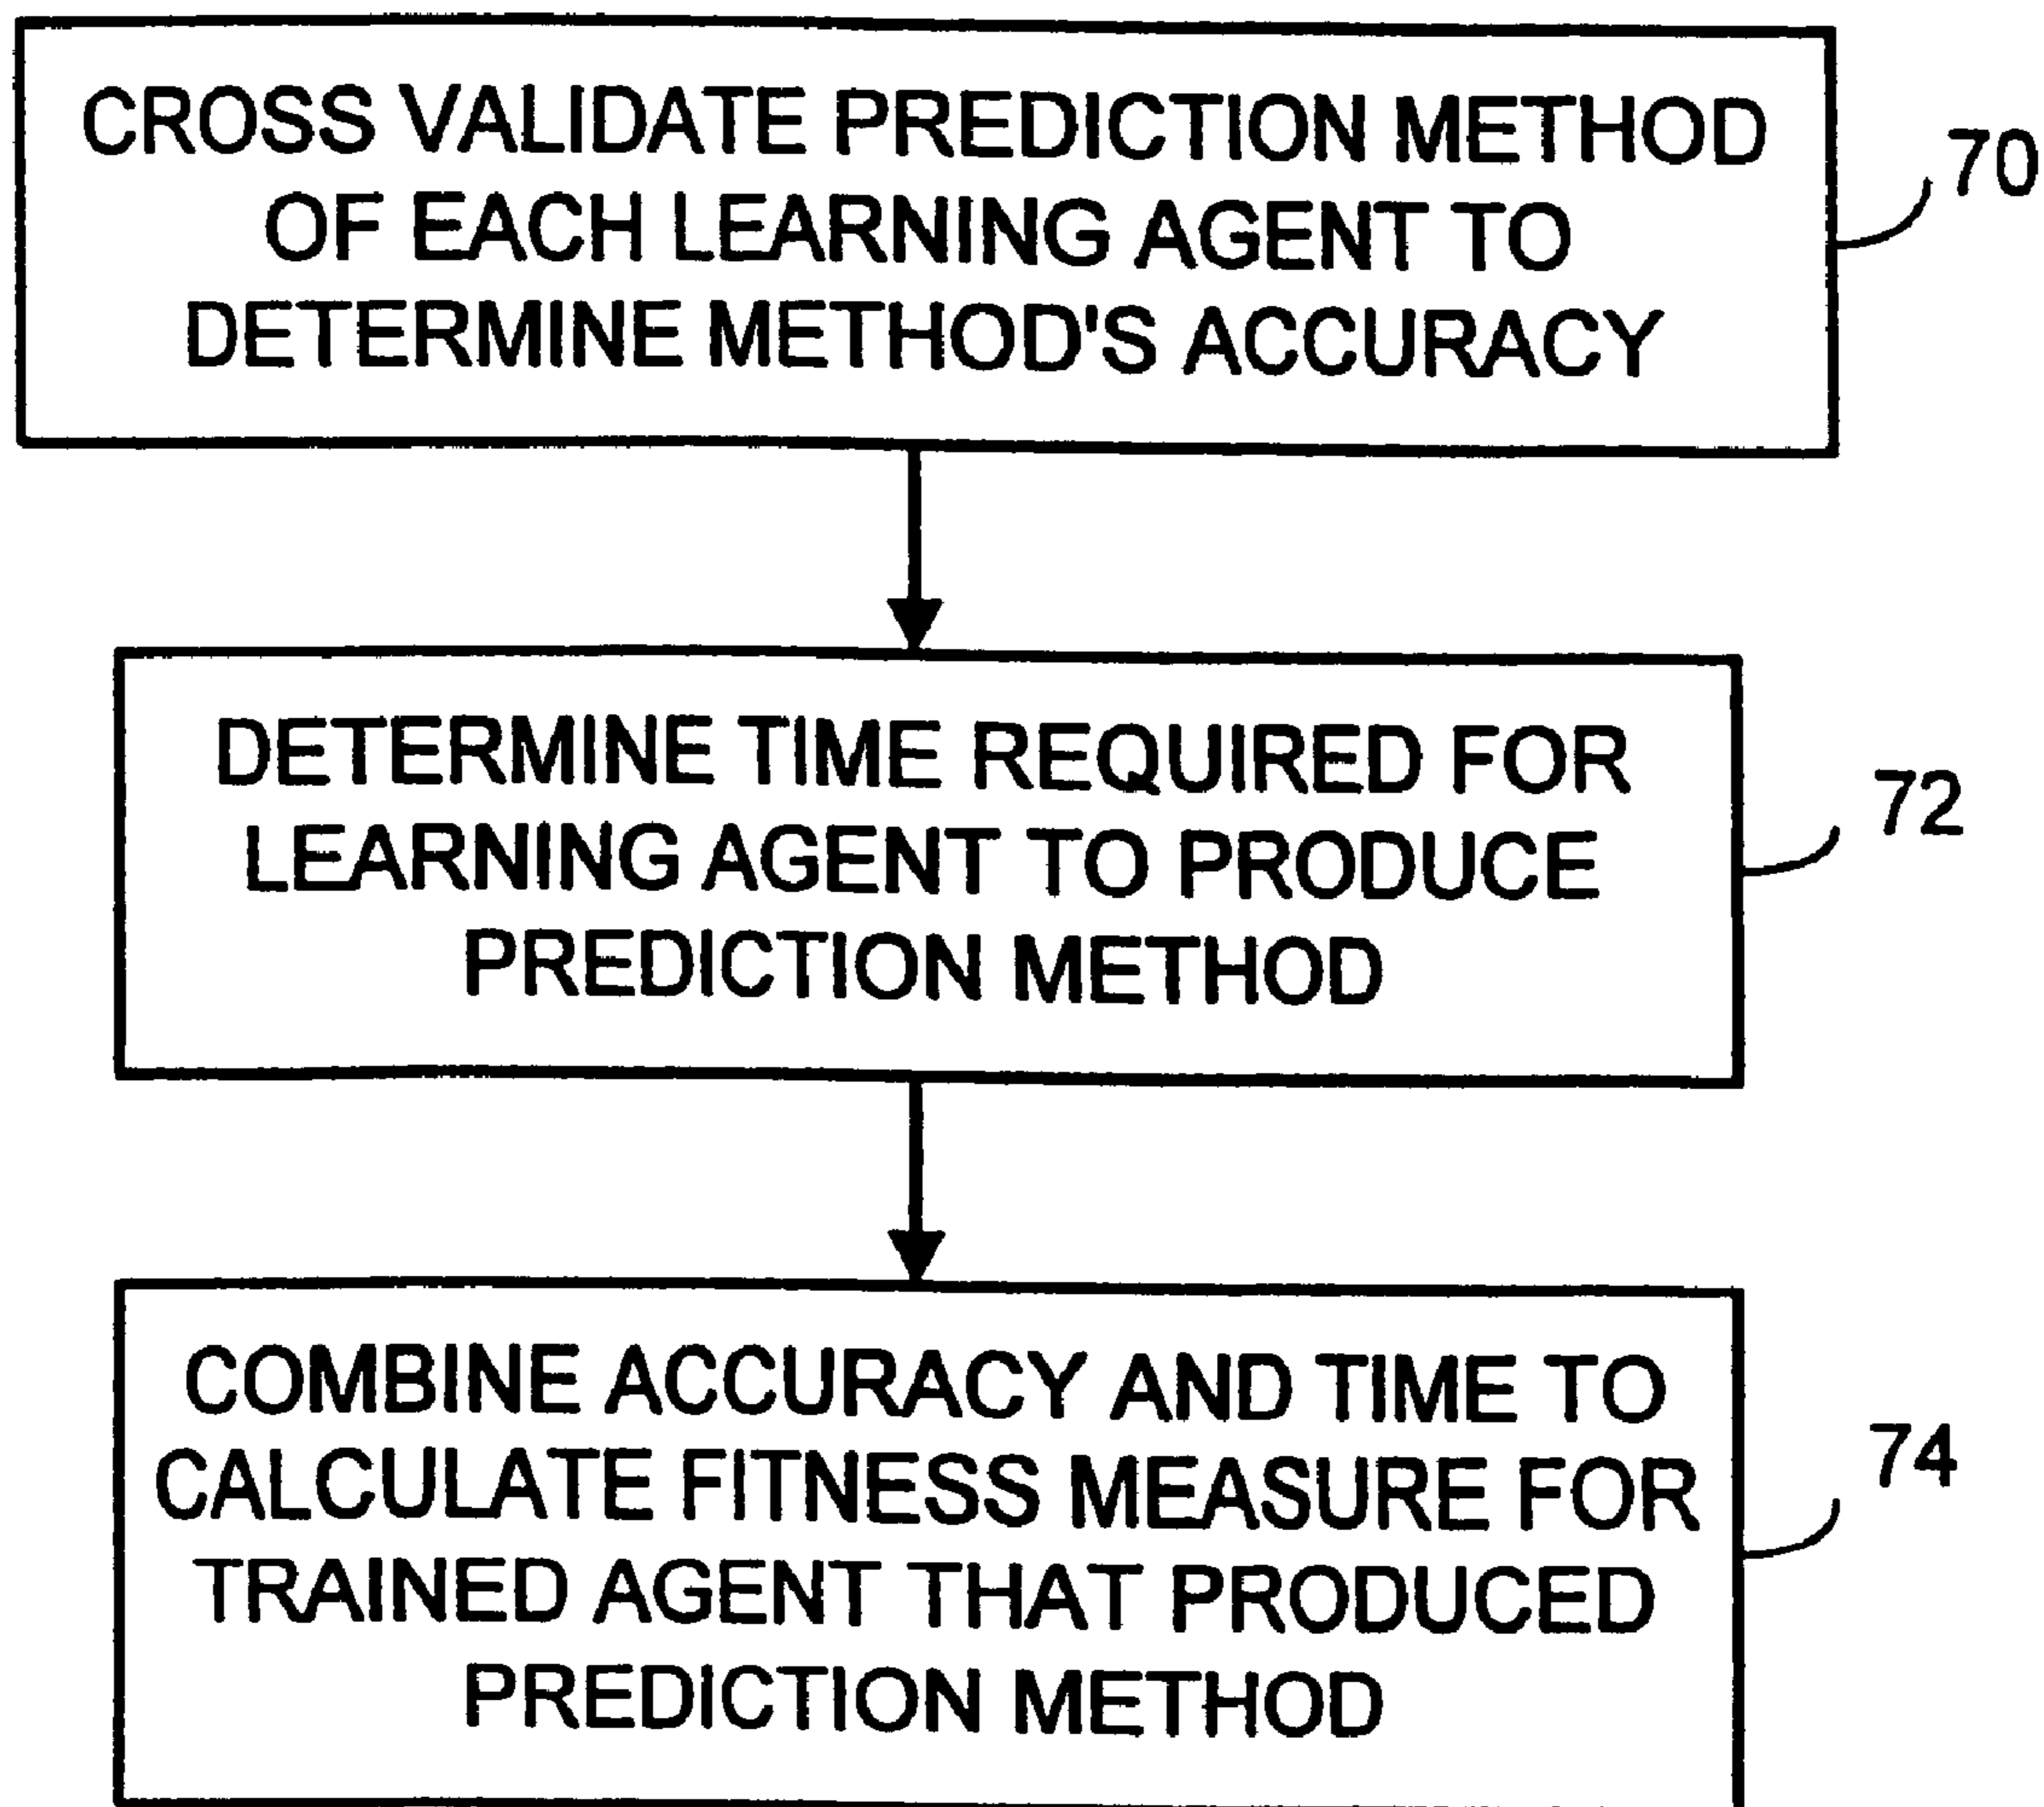 CROSS VALIDATE PREDICTION METHOD
OF EACH LEARNING AGENT TO
DETERMINE METHOD'S ACCURACY
70
DETERMINE TIME REQUIRED FOR
LEARNING AGENT TO PRODUCE
PREDICTION METHOD
72
COMBINE ACCURACY AND TIME TO
CALCULATE FITNESS MEASURE FOR
TRAINED AGENT THAT PRODUCED
PREDICTION METHOD
74